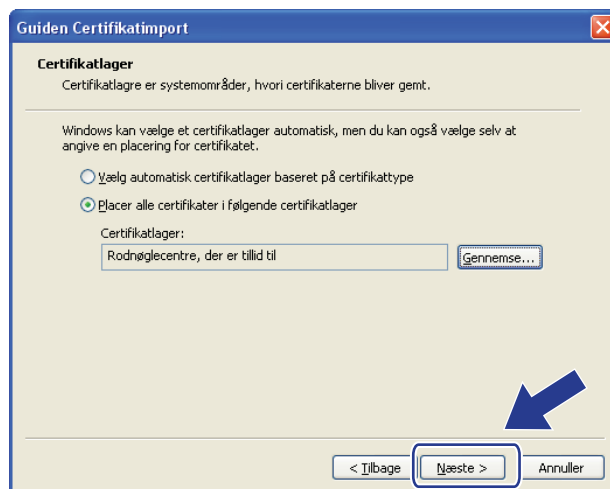 Guiden Certifikatimport
Certifikatlager
Certifikatlagre er systemområder, hvori certifikaterne bliver gemt.
Windows kan vælge et certifikatlager automatisk, men du kan også vælge selv at
angive en placering for certifikatet.
Vælg automatisk certifikatlager baseret på certifikattype
Placer alle certifikater i følgende certifikatlager
Certifikatlager:
Rodnøglecentre, der er tillid til
Gennemse...
< Tilbage
Næste >
Annuller